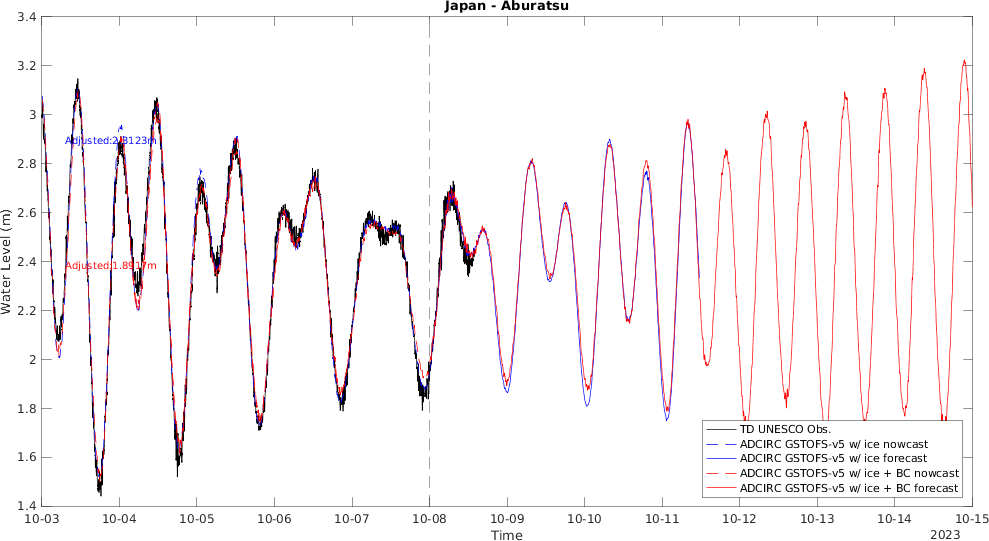 Japan - Aburatsu
3.4
3.2
3
2.8
2.6
2.4
2.2
2
1.8
1.6
1.4
Water Level (m)
Adjusted:2.3123m
Adjusted:1.8917m
TD UNESCO Obs.
ADCIRC GSTOFS-v5 w/ ice nowcast
ADCIRC GSTOFS-v5 w/ ice forecast
ADCIRC GSTOFS-v5 w/ ice + BC nowcast
ADCIRC GSTOFS-v5 w/ ice + BC forecast
10-03 10-04 10-05 10-06 10-07 10-08 10-09 10-10 10-11 10-12 10-13 10-14 10-15
Time
2023